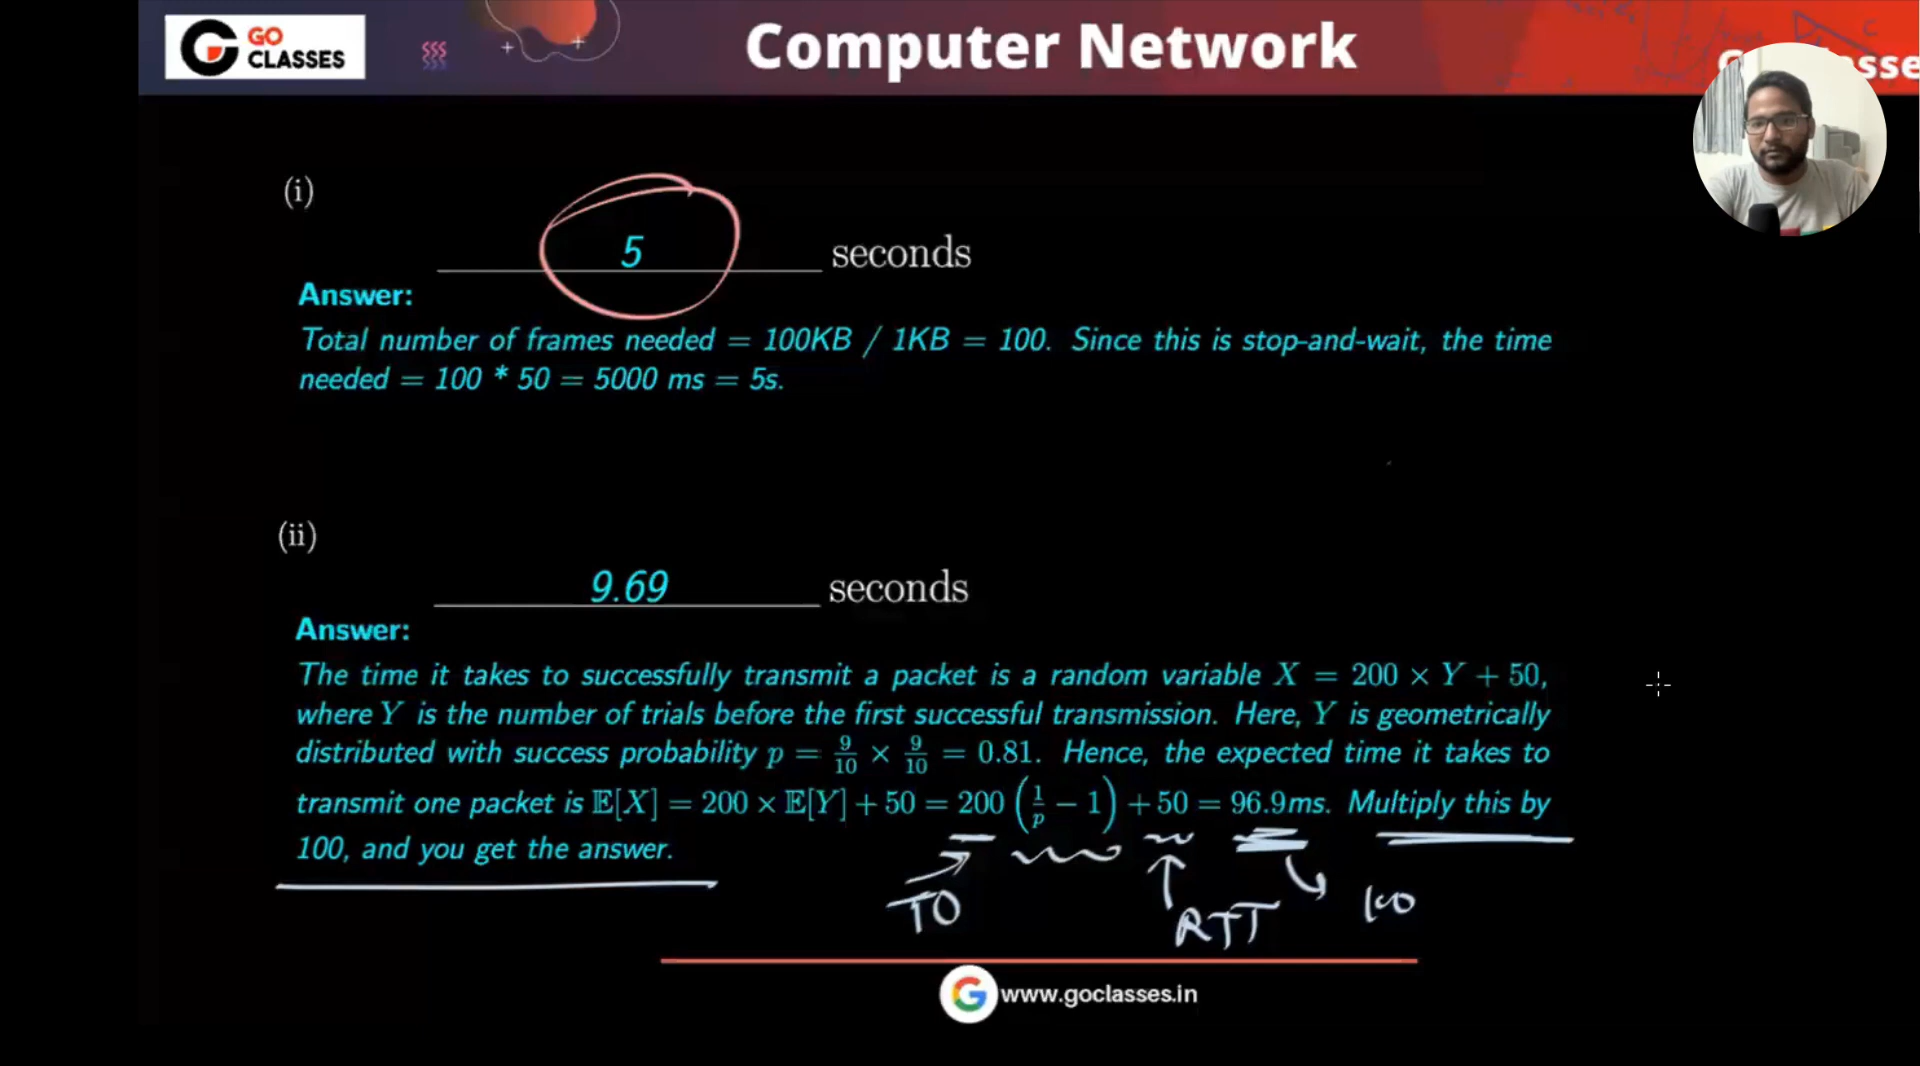 GO
CLASSES
Computer Network
(i)
5 seconds
Answer:
Total number of frames needed = 100KB / 1KB = 100. Since this is stop-and-wait, the time
needed = 100 * 50 = 5000 ms = 5s.
(ii)
9.69 seconds
Answer:
The time it takes to successfully transmit a packet is a random variable X = 200 × Y + 50,
where Y is the number of trials before the first successful transmission. Here, Y is geometrically
distributed with success probability p = 9/10 × 9/10 = 0.81. Hence, the expected time it takes to
transmit one packet is 𝔼[X] = 200 × 𝔼[Y] + 50 = 200 (1/p − 1) + 50 = 96.9ms. Multiply this by
100, and you get the answer.
TO RTT 100
www.goclasses.in